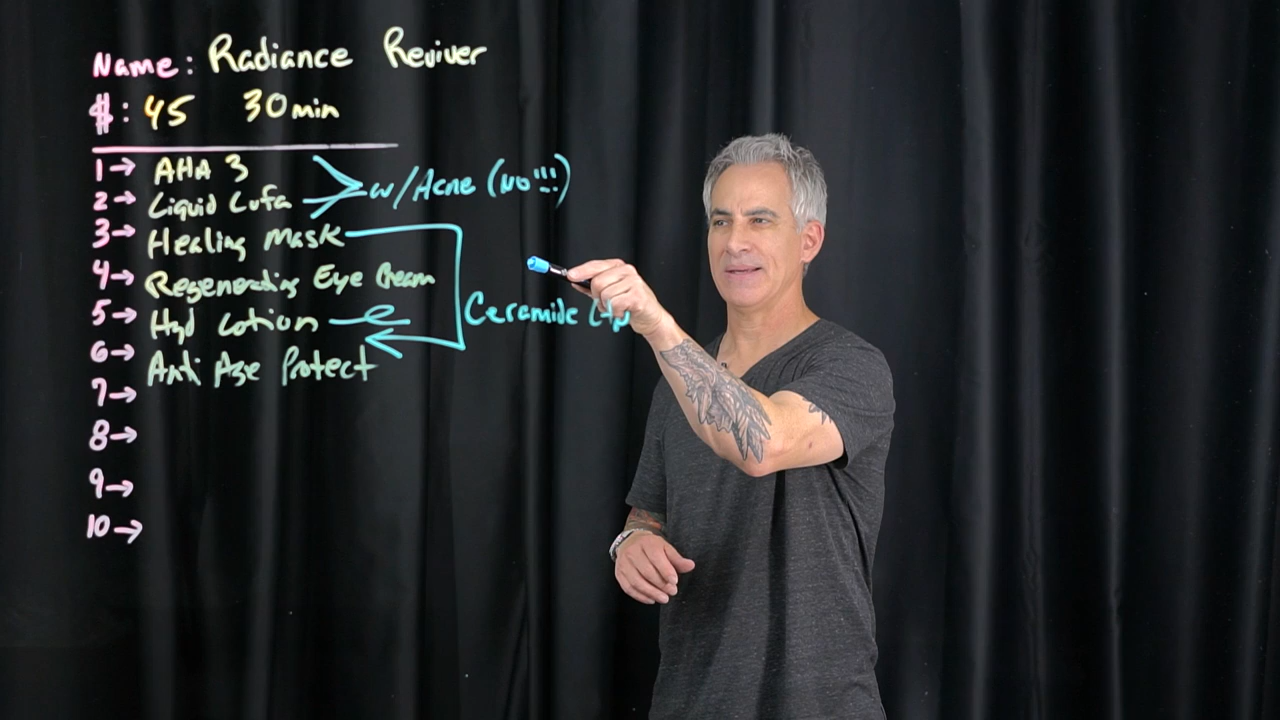 Name: Radiance Reviver
$: 45 30min
1→ AHA 3
2→ Liquid Lufa w/Acne (NO!!!)
3→ Healing Mask
4→ Regenerating Eye Cream
5→ Hyd Lotion Ceramide
6→ Anti Age Protect
7→
8→
9→
10→